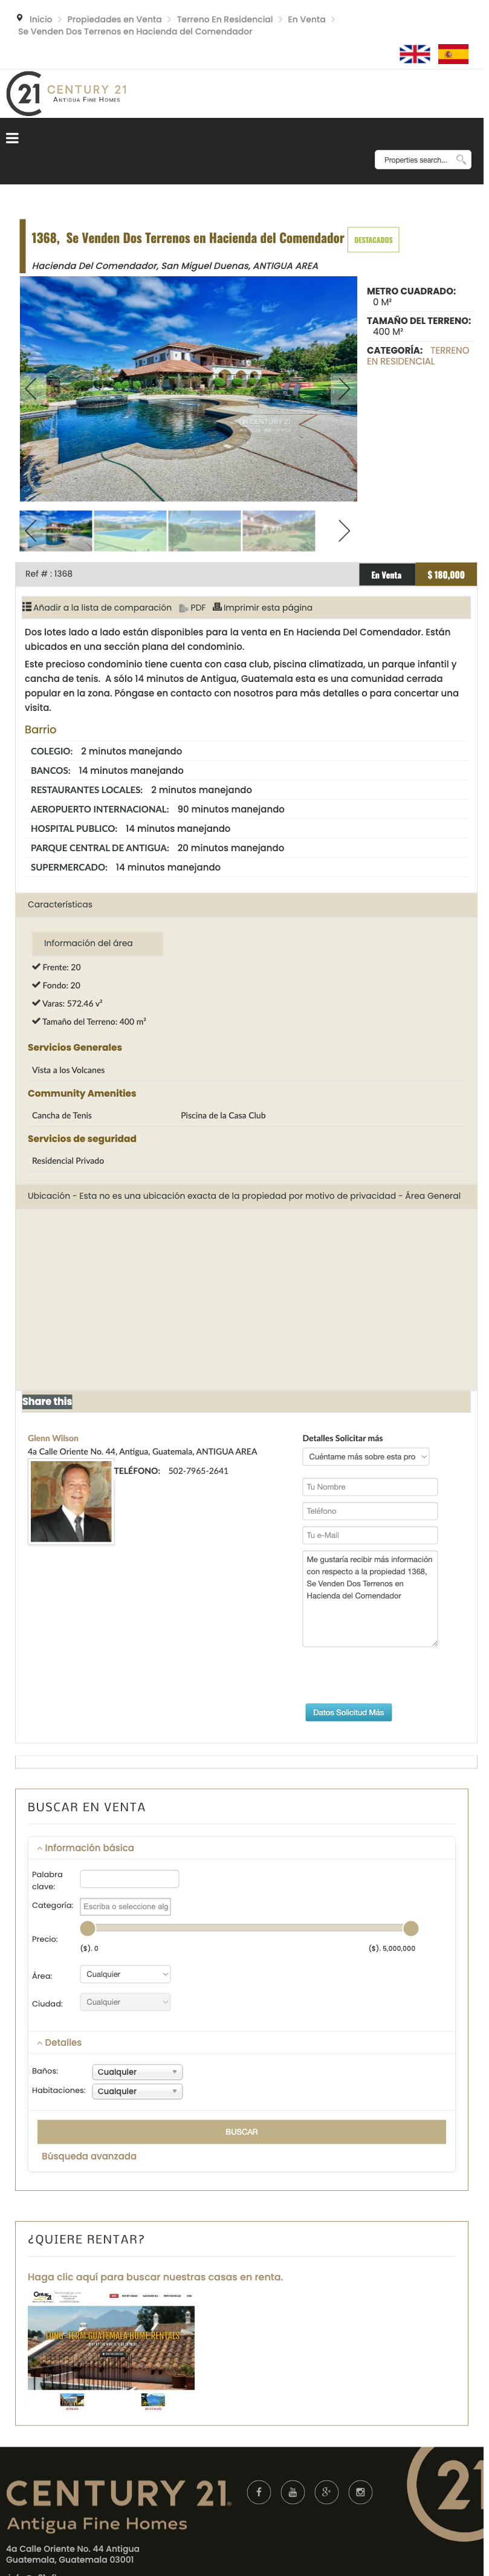 Inicio > Propiedades en Venta > Terreno En Residencial > En Venta >
Se Venden Dos Terrenos en Hacienda del Comendador
21 CENTURY 21
Antigua Fine Homes
Properties search...
1368, Se Venden Dos Terrenos en Hacienda del Comendador DESTACADOS
Hacienda Del Comendador, San Miguel Duenas, ANTIGUA AREA
METRO CUADRADO:
0 M²
TAMAÑO DEL TERRENO:
400 M²
CATEGORÍA: TERRENO
EN RESIDENCIAL
CENTURY 21
Ref # : 1368
En Venta
$ 180,000
Añadir a la lista de comparación PDF Imprimir esta página
Dos lotes lado a lado están disponibles para la venta en En Hacienda Del Comendador. Están
ubicados en una sección plana del condominio.
Este precioso condominio tiene cuenta con casa club, piscina climatizada, un parque infantil y
cancha de tenis. A sólo 14 minutos de Antigua, Guatemala esta es una comunidad cerrada
popular en la zona. Póngase en contacto con nosotros para más detalles o para concertar una
visita.
Barrio
COLEGIO: 2 minutos manejando
BANCOS: 14 minutos manejando
RESTAURANTES LOCALES: 2 minutos manejando
AEROPUERTO INTERNACIONAL: 90 minutos manejando
HOSPITAL PUBLICO: 14 minutos manejando
PARQUE CENTRAL DE ANTIGUA: 20 minutos manejando
SUPERMERCADO: 14 minutos manejando
Características
Información del área
Frente: 20
Fondo: 20
Varas: 572.46 v²
Tamaño del Terreno: 400 m²
Servicios Generales
Vista a los Volcanes
Community Amenities
Cancha de Tenis Piscina de la Casa Club
Servicios de seguridad
Residencial Privado
Ubicación - Esta no es una ubicación exacta de la propiedad por motivo de privacidad - Área General
Share this
Glenn Wilson
4a Calle Oriente No. 44, Antigua, Guatemala, ANTIGUA AREA
TELÉFONO: 502-7965-2641
Detalles Solicitar más
Cuéntame más sobre esta pro
Tu Nombre
Teléfono
Tu e-Mail
Me gustaría recibir más información
con respecto a la propiedad 1368,
Se Venden Dos Terrenos en
Hacienda del Comendador
Datos Solicitud Más
BUSCAR EN VENTA
Información básica
Palabra
clave:
Categoría: Escriba o seleccione alg
Precio:
($). 0 ($). 5,000,000
Área: Cualquier
Ciudad: Cualquier
Detalles
Baños: Cualquier
Habitaciones: Cualquier
BUSCAR
Búsqueda avanzada
¿QUIERE RENTAR?
Haga clic aquí para buscar nuestras casas en renta.
LONG-TERM GUATEMALA HOME RENTALS
CENTURY 21
Antigua Fine Homes
21
4a Calle Oriente No. 44 Antigua
Guatemala, Guatemala 03001